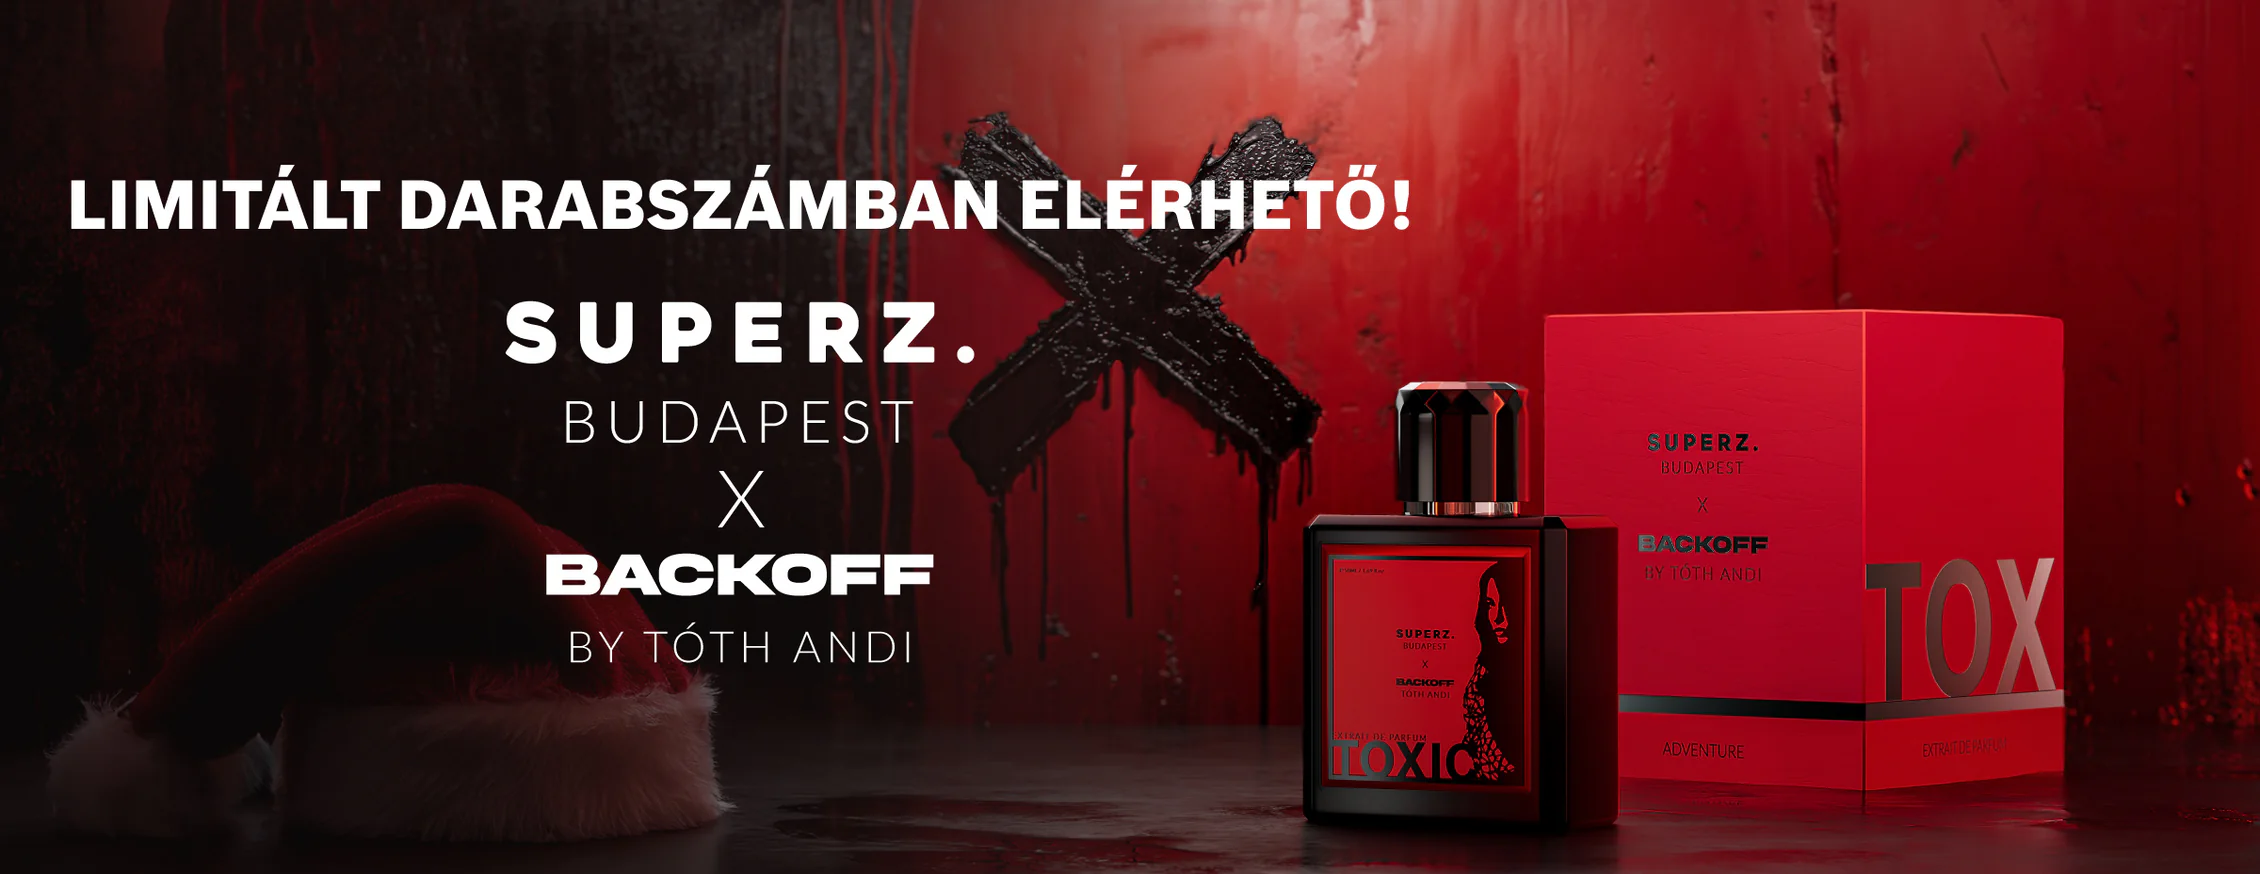 LIMITÁLT DARABSZÁMBAN ELÉRHETŐ!
SUPERZ.
BUDAPEST
X
BACKOFF
BY TÓTH ANDI
SUPERZ.
BUDAPEST
X
BACKOFF
TÓTH ANDI
EXTRAIT DE PARFUM
TOXIC
SUPERZ.
BUDAPEST
X
BACKOFF
BY TÓTH ANDI
ADVENTURE
TOX
EXTRAIT DE PARFUM